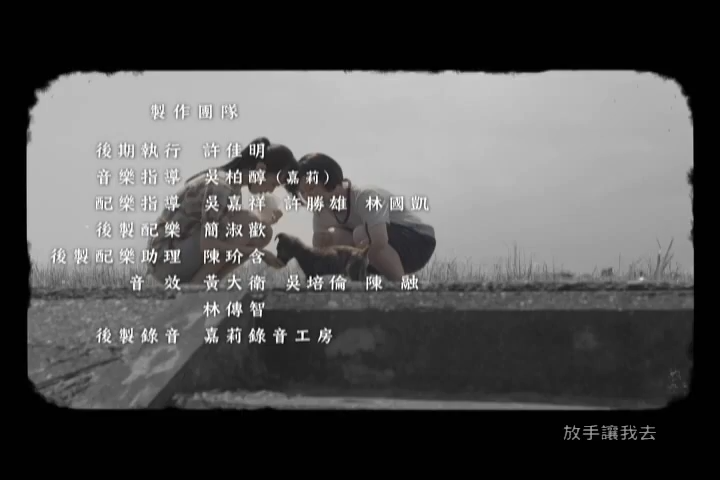 製作團隊
後期執行 許佳明
音樂指導 吳柏醇（嘉莉）
配樂指導 吳嘉祥 許勝雄 林國凱
後製配樂 簡淑歡
後製配樂助理 陳玠含
音 效 黃大衛 吳培倫 陳 融
林傳智
後製錄音 嘉莉錄音工房
放手讓我去